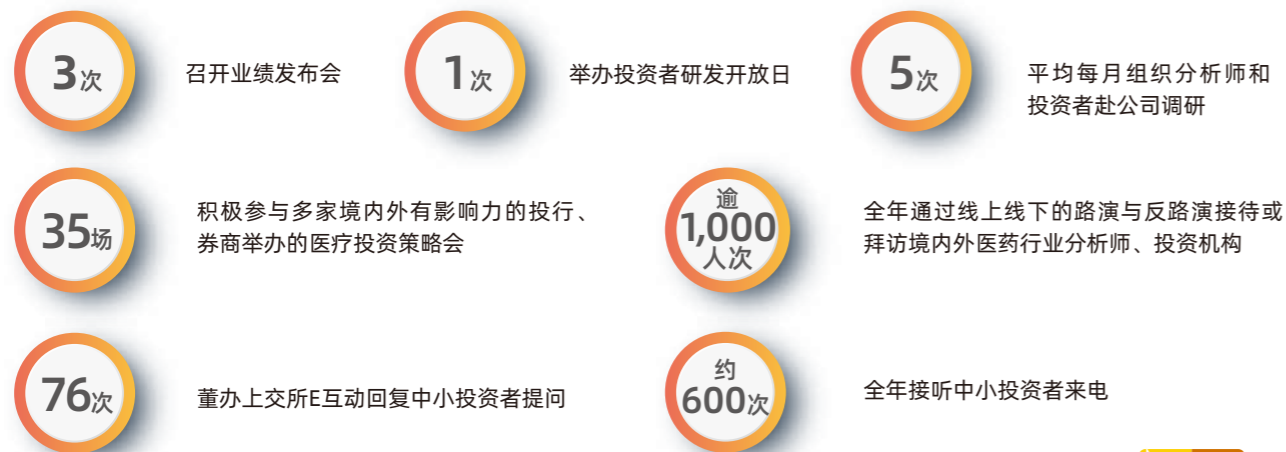 3次
召开业绩发布会
1次
举办投资者研发开放日
5次
平均每月组织分析师和
投资者赴公司调研
35场
积极参与多家境内外有影响力的投行、
券商举办的医疗投资策略会
逾
1,000
人次
全年通过线上线下的路演与反路演接待或
拜访境内外医药行业分析师、投资机构
76次
董办上交所E互动回复中小投资者提问
约
600次
全年接听中小投资者来电